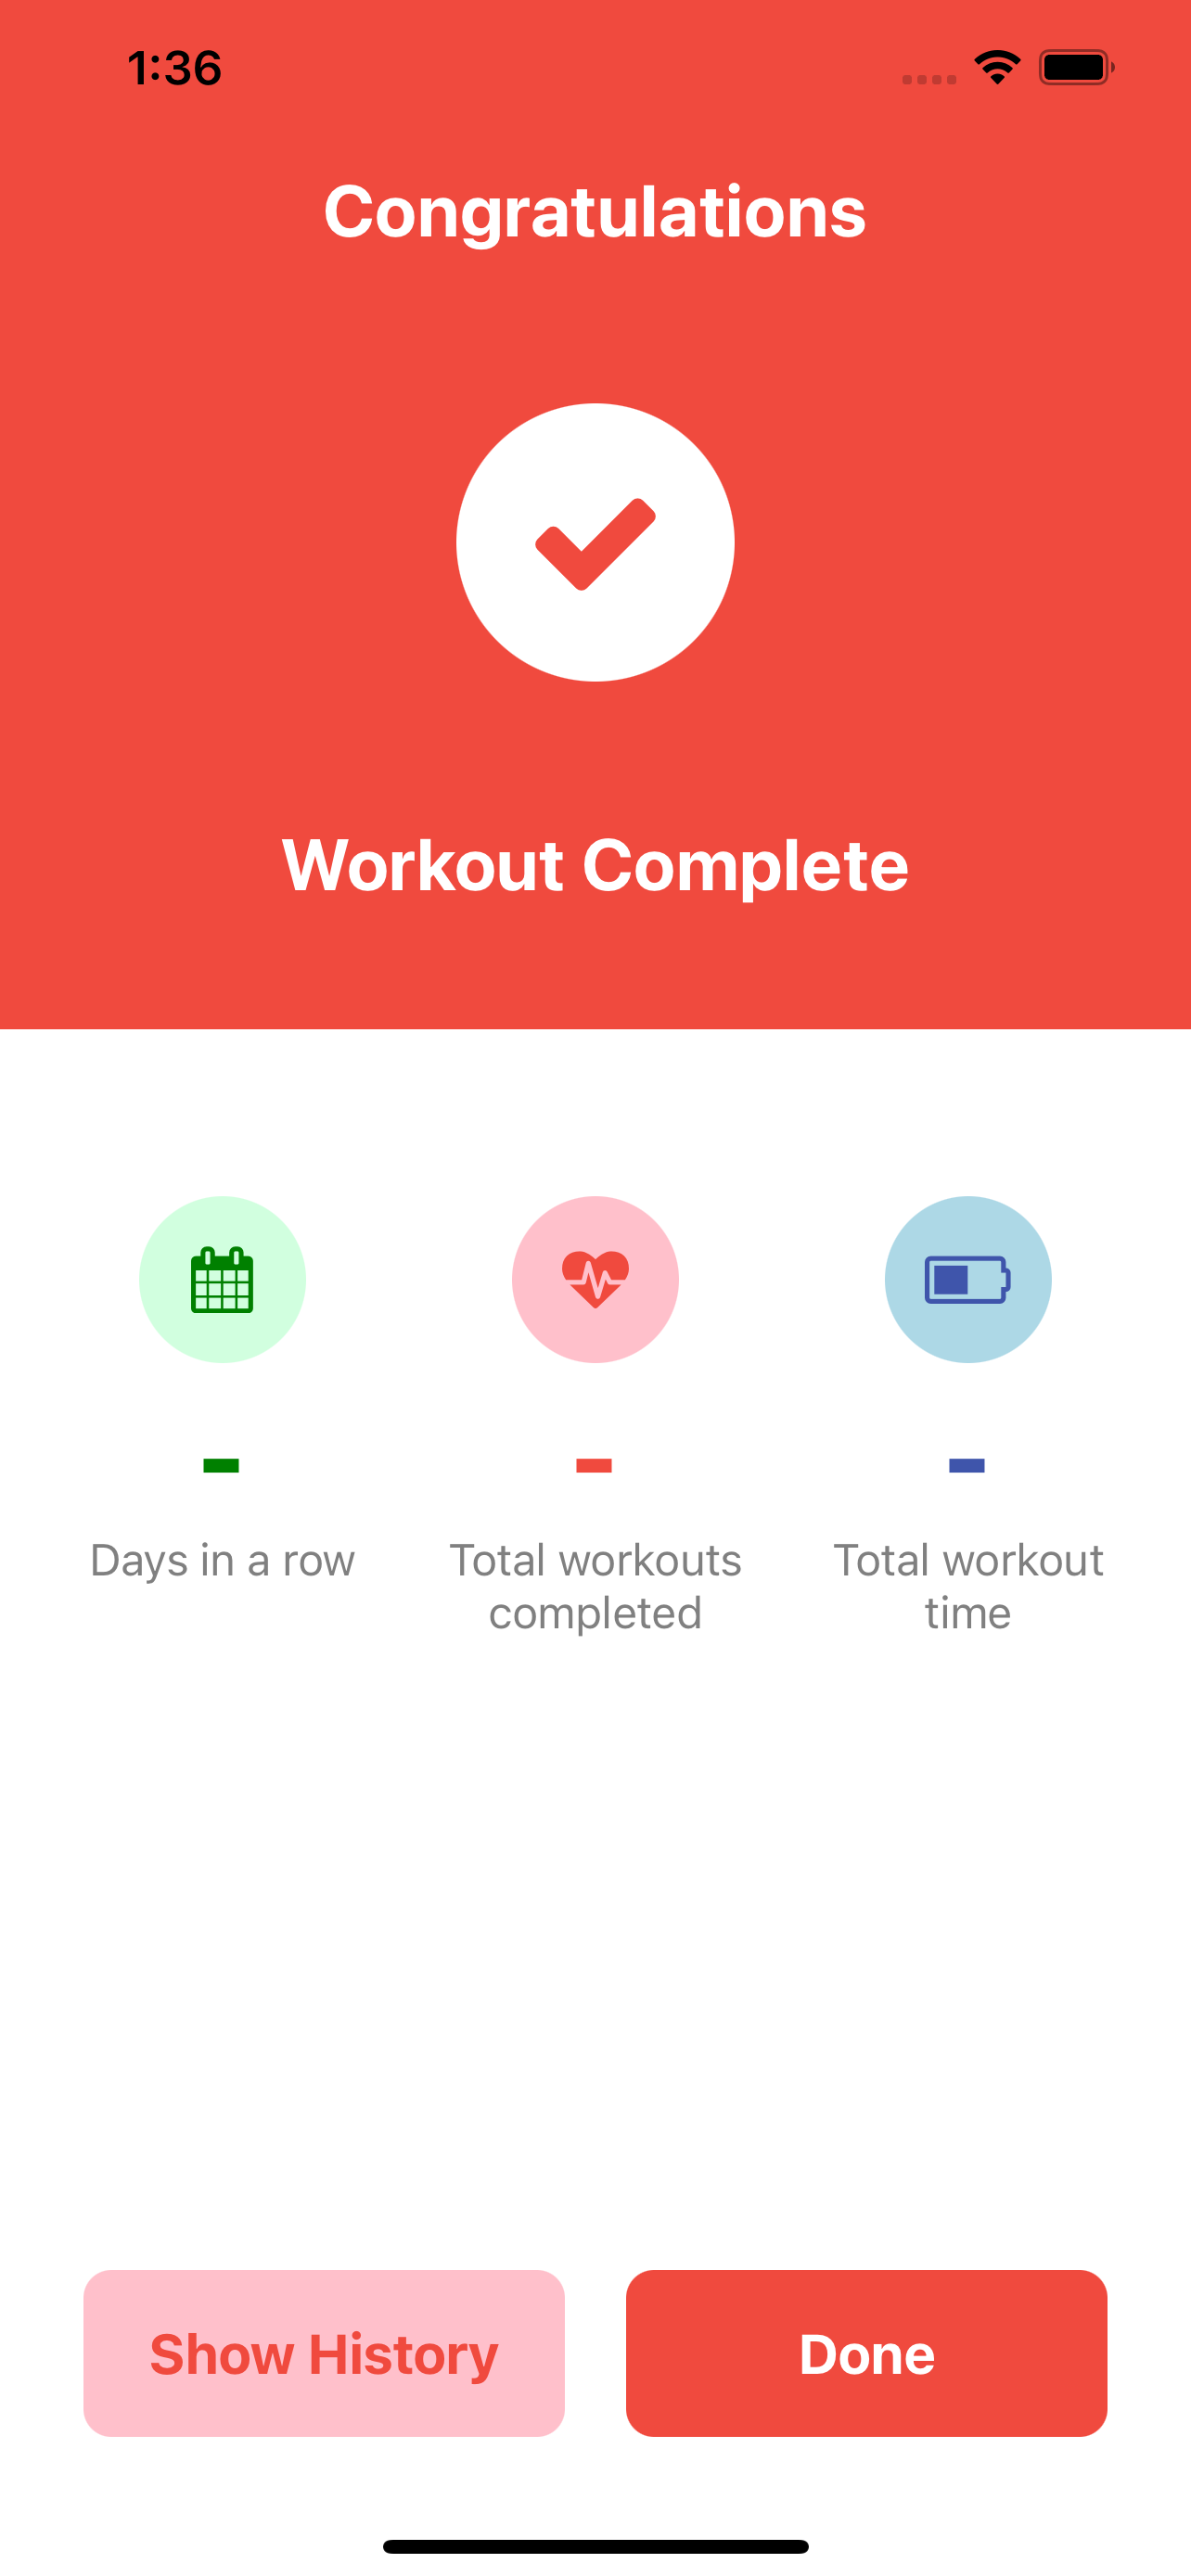 1:36
Congratulations
Workout Complete
-
-
-
Days in a row
Total workouts
completed
Total workout
time
Show History
Done